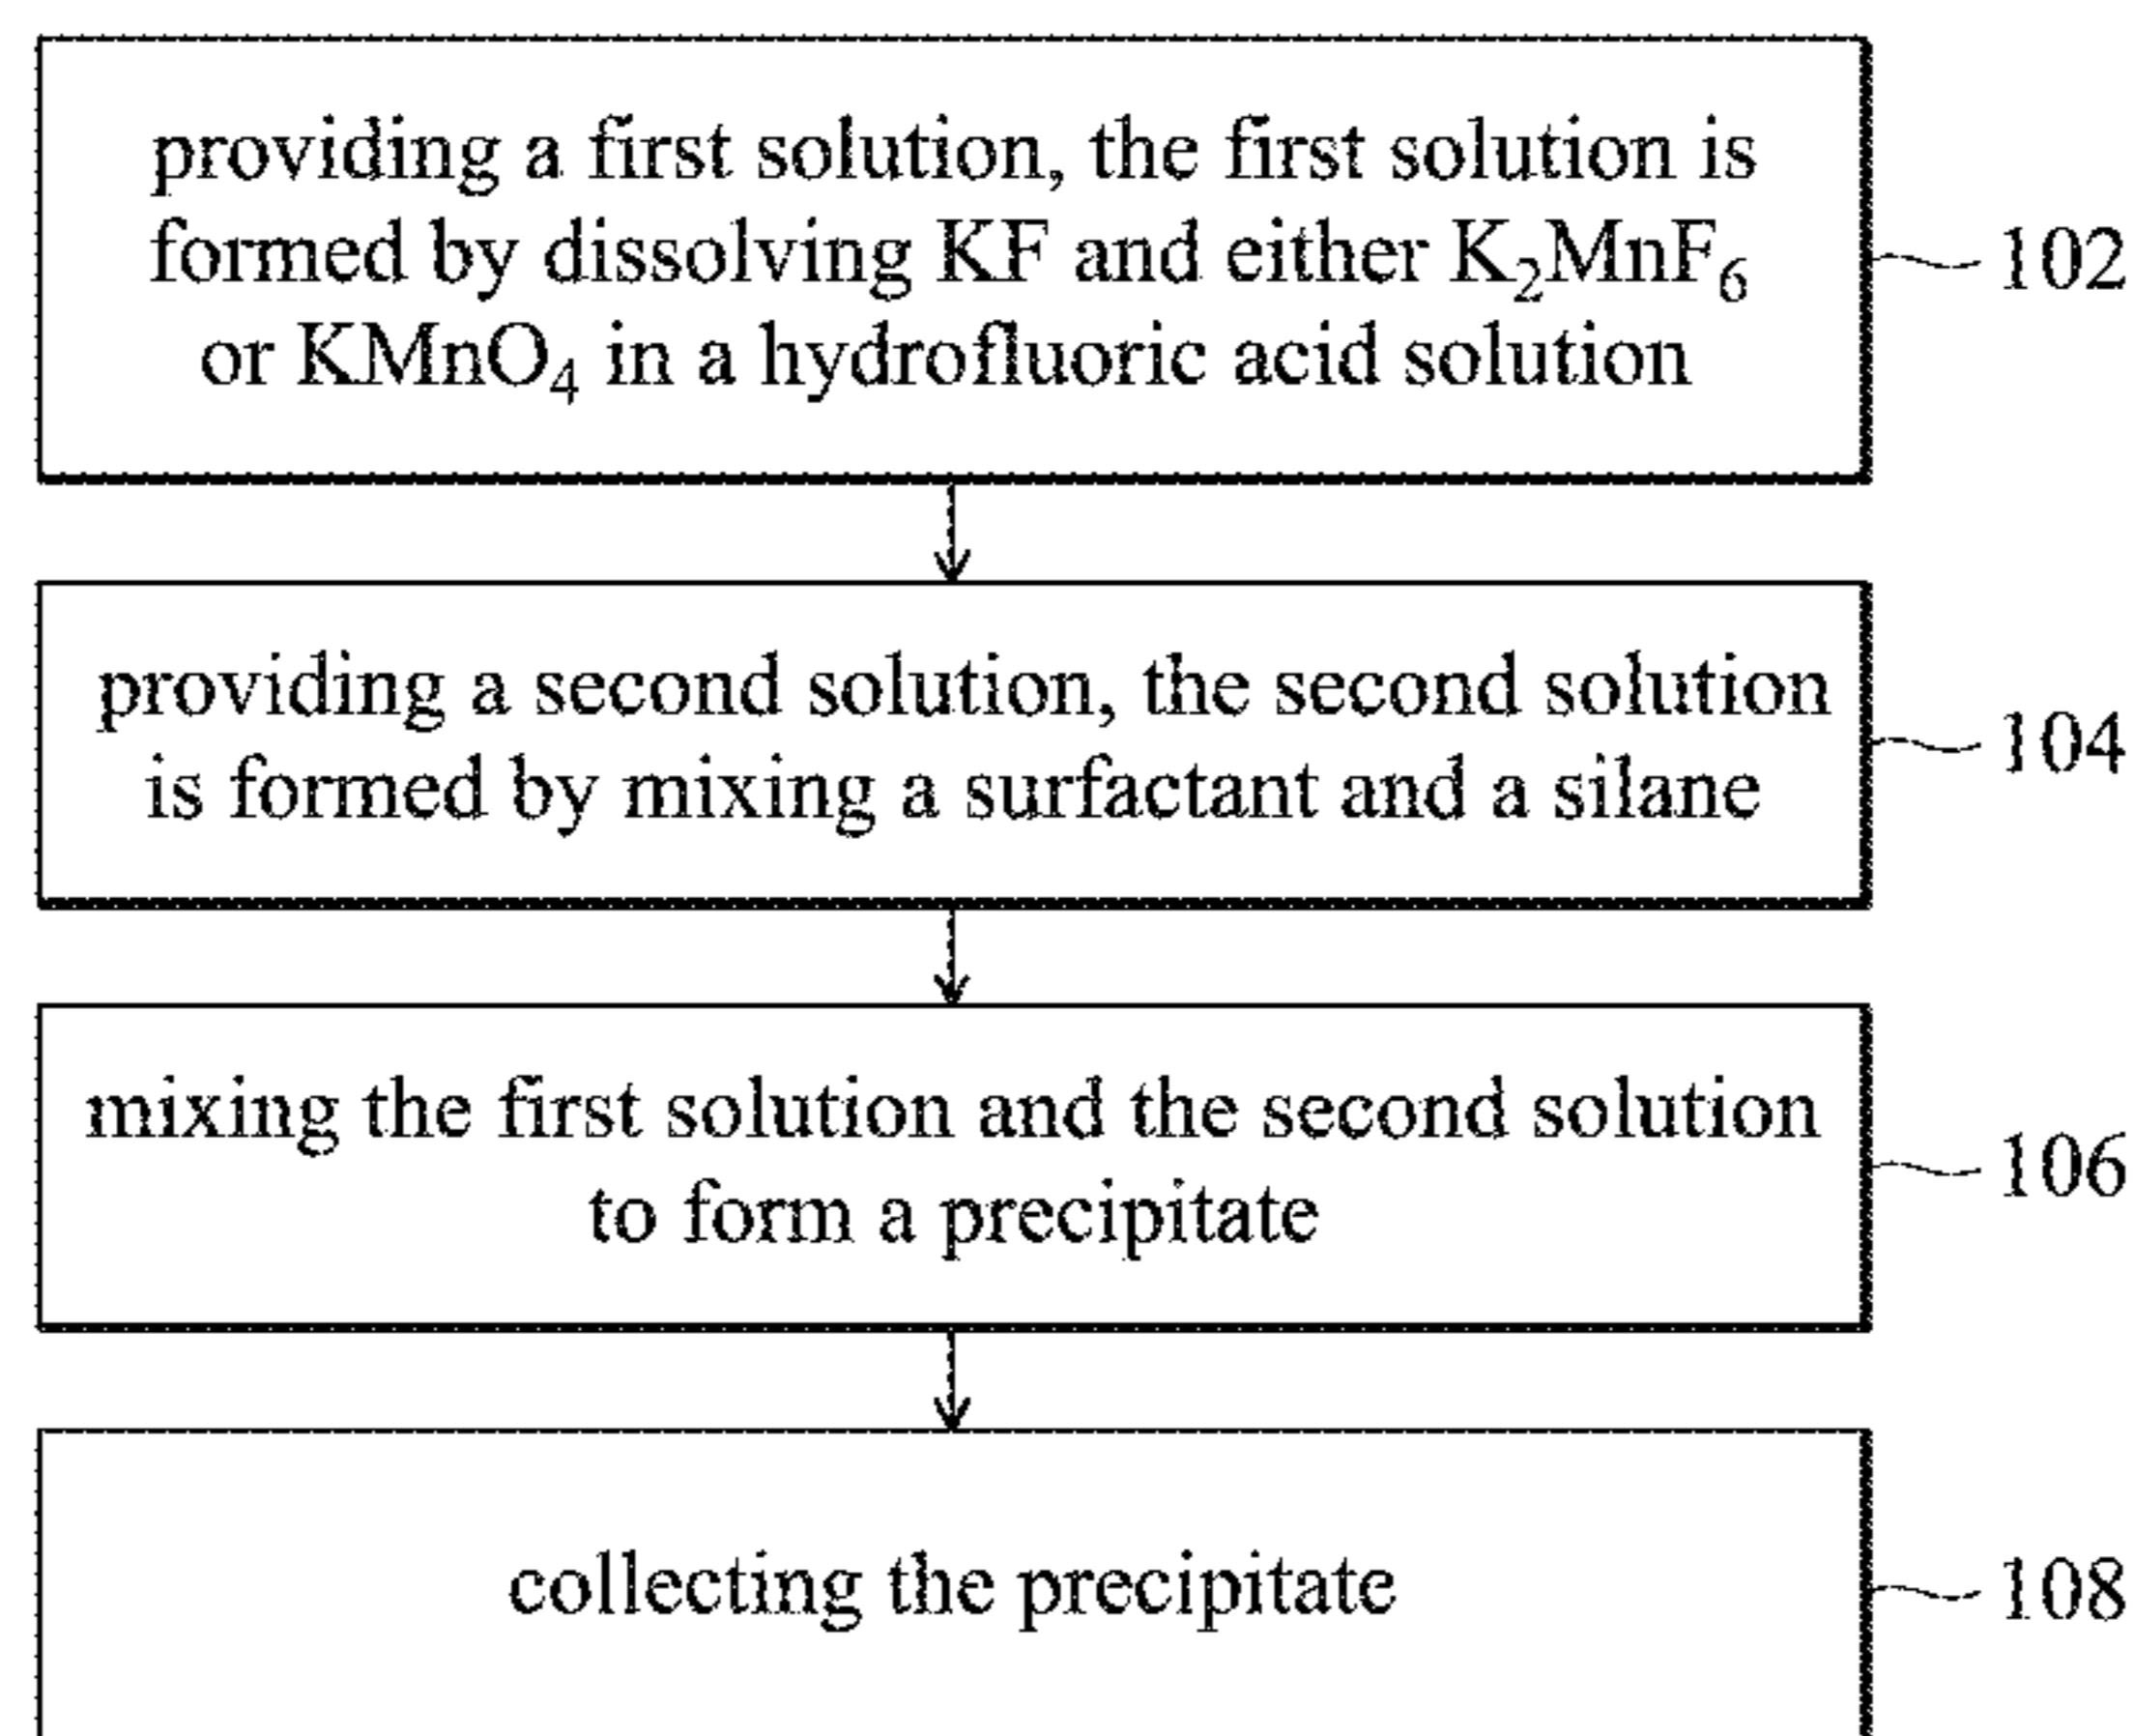 providing a first solution, the first solution is
formed by dissolving KF and either K₂MnF₆
or KMnO₄ in a hydrofluoric acid solution
102
providing a second solution, the second solution
is formed by mixing a surfactant and a silane
104
mixing the first solution and the second solution
to form a precipitate
106
collecting the precipitate
108